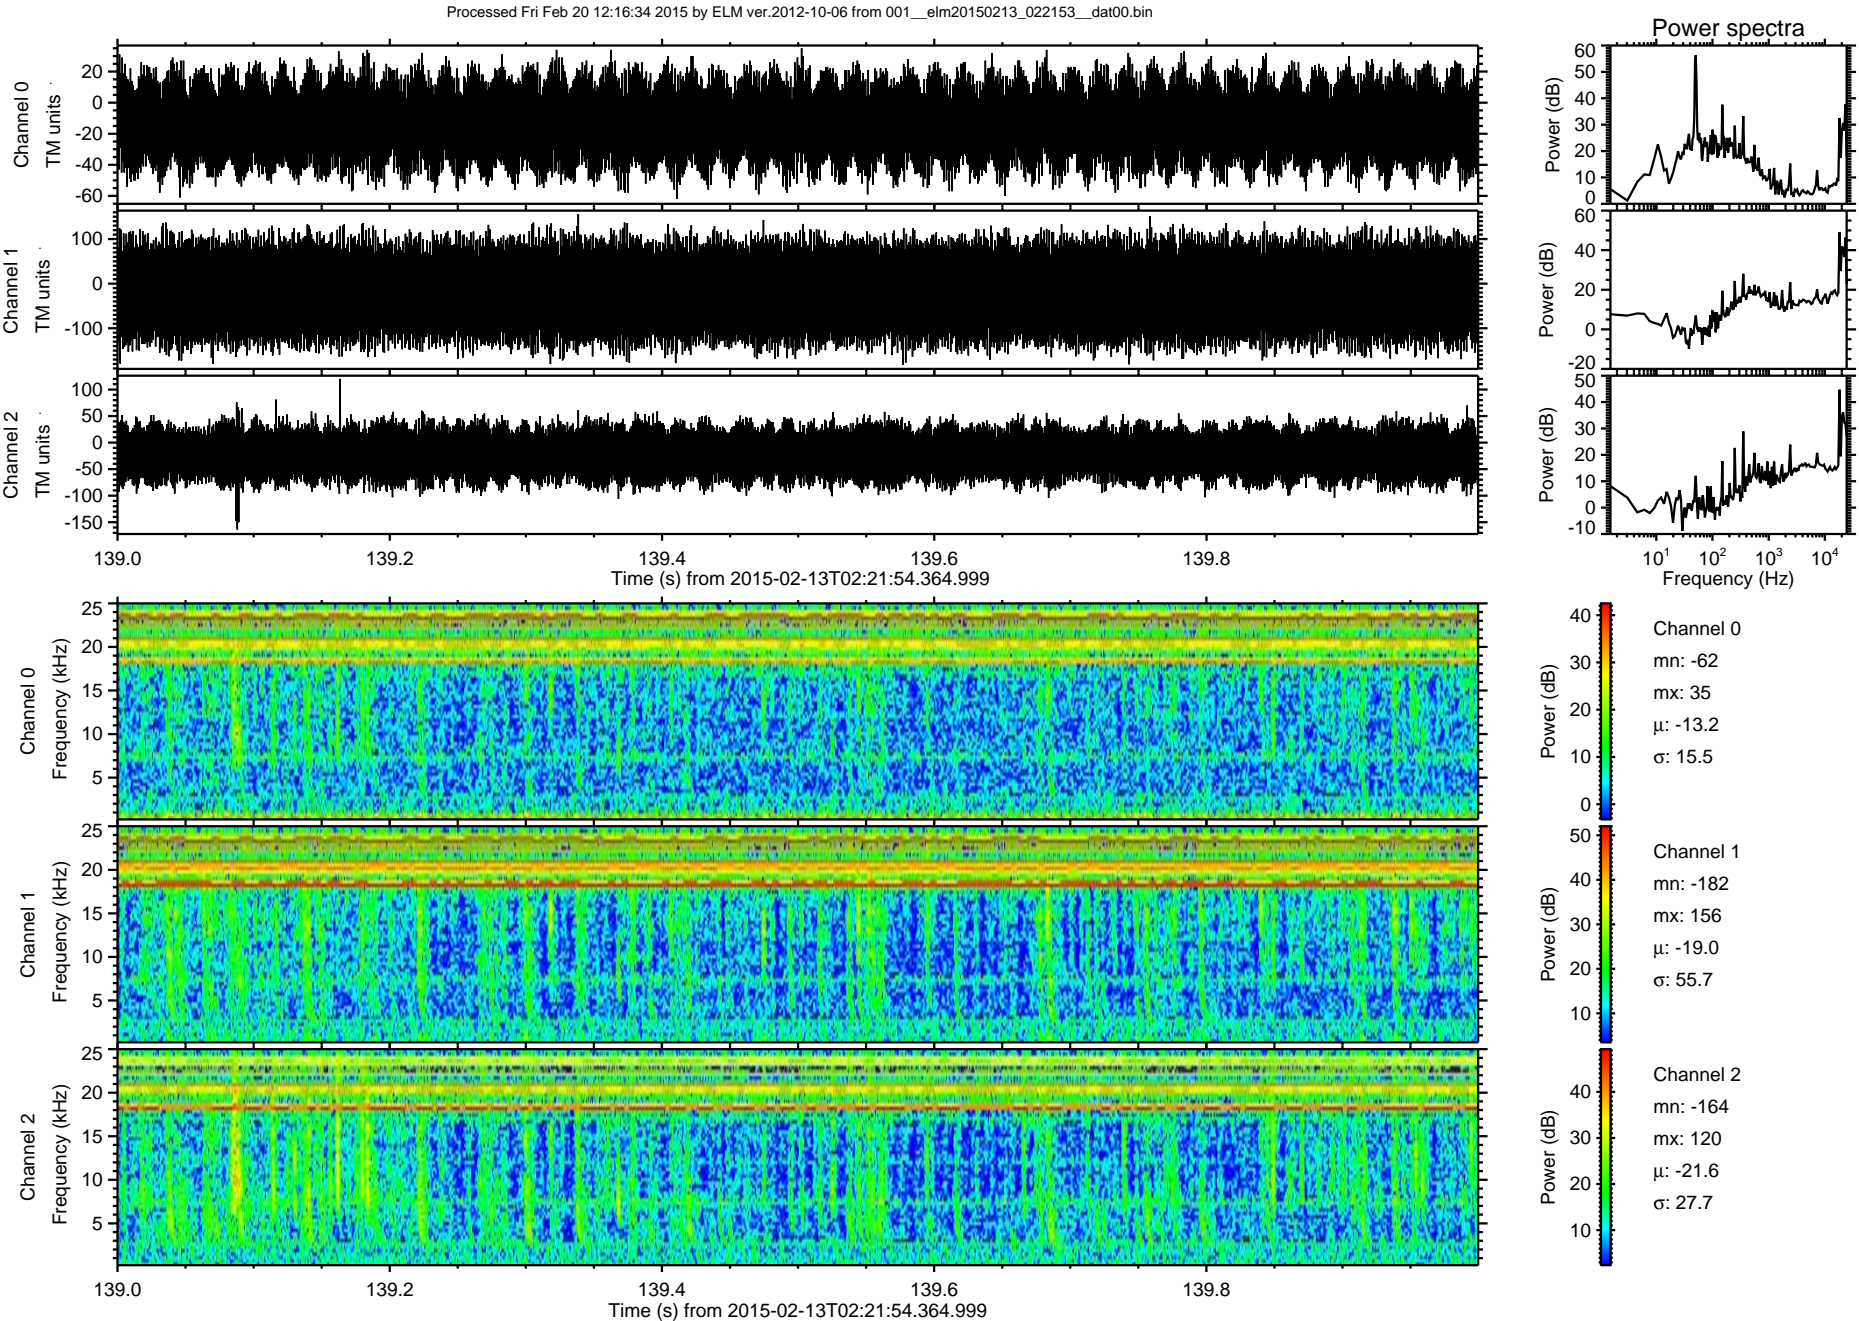 Processed Fri Feb 20 12:16:34 2015 by ELM ver.2012-10-06 from 001__elm20150213_022153__dat00.bin
Power spectra
Channel 0
TM units
20
0
-20
-40
-60
Power (dB)
60
50
40
30
20
10
0
Channel 1
TM units
100
0
-100
Power (dB)
60
40
20
0
-20
Channel 2
TM units
100
50
0
-50
-100
-150
Power (dB)
50
40
30
20
10
0
-10
139.0 139.2 139.4 139.6 139.8
Time (s) from 2015-02-13T02:21:54.364.999
10¹ 10² 10³ 10⁴
Frequency (Hz)
Channel 0
Frequency (kHz)
25
20
15
10
5
Power (dB)
40
30
20
10
0
Channel 0
mn: -62
mx: 35
μ: -13.2
σ: 15.5
Channel 1
Frequency (kHz)
25
20
15
10
5
Power (dB)
50
40
30
20
10
Channel 1
mn: -182
mx: 156
μ: -19.0
σ: 55.7
Channel 2
Frequency (kHz)
25
20
15
10
5
Power (dB)
40
30
20
10
Channel 2
mn: -164
mx: 120
μ: -21.6
σ: 27.7
139.0 139.2 139.4 139.6 139.8
Time (s) from 2015-02-13T02:21:54.364.999